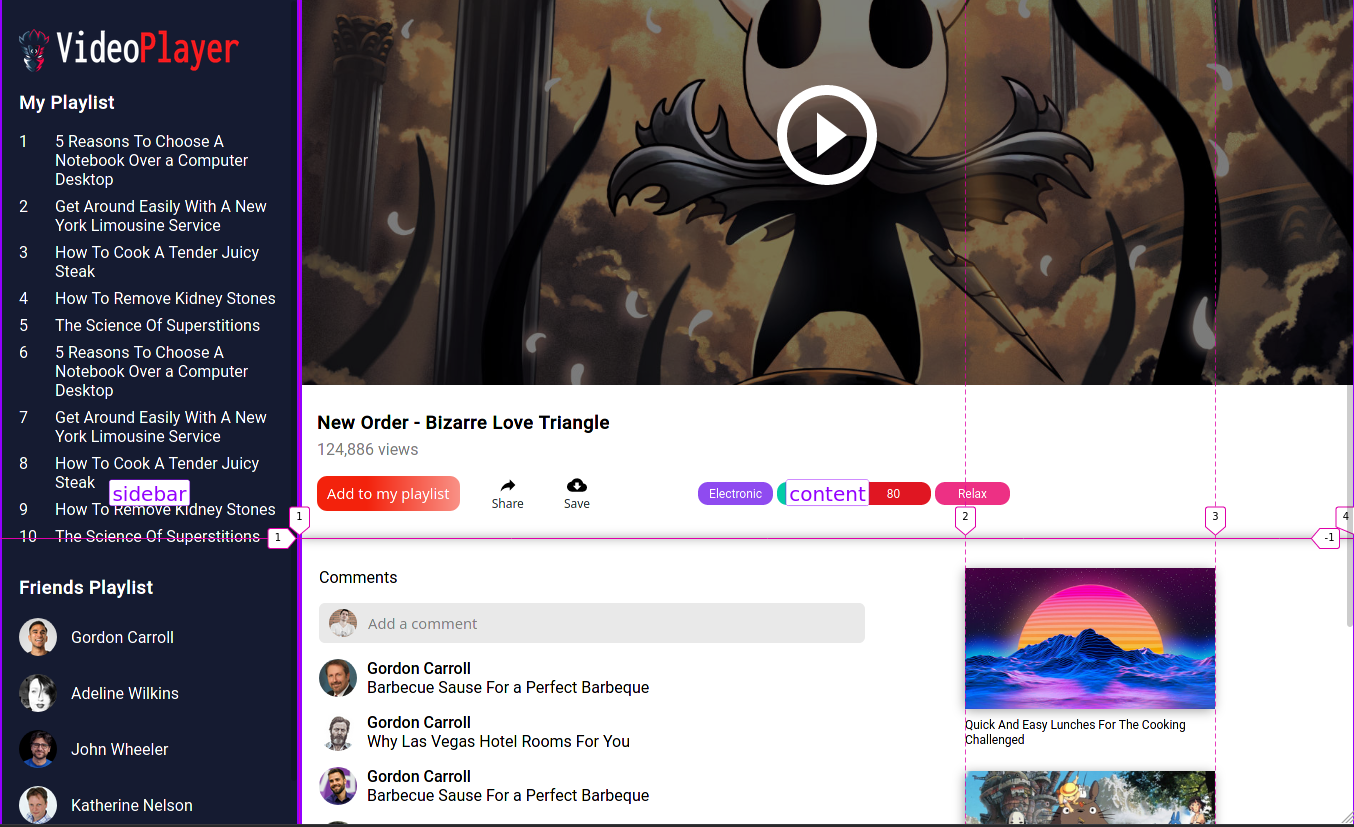 VideoPlayer
My Playlist
1 5 Reasons To Choose A
Notebook Over a Computer
Desktop
2 Get Around Easily With A New
York Limousine Service
3 How To Cook A Tender Juicy
Steak
4 How To Remove Kidney Stones
5 The Science Of Superstitions
6 5 Reasons To Choose A
Notebook Over a Computer
Desktop
7 Get Around Easily With A New
York Limousine Service
8 How To Cook A Tender Juicy
Steak
sidebar
9 How To Remove Kidney Stones
10 The Science Of Superstitions
Friends Playlist
Gordon Carroll
Adeline Wilkins
John Wheeler
Katherine Nelson
New Order - Bizarre Love Triangle
124,886 views
Add to my playlist
Share
Save
Electronic
content
80
Relax
1
2
3
4
1
-1
Comments
Add a comment
Gordon Carroll
Barbecue Sause For a Perfect Barbeque
Gordon Carroll
Why Las Vegas Hotel Rooms For You
Gordon Carroll
Barbecue Sause For a Perfect Barbeque
Quick And Easy Lunches For The Cooking
Challenged